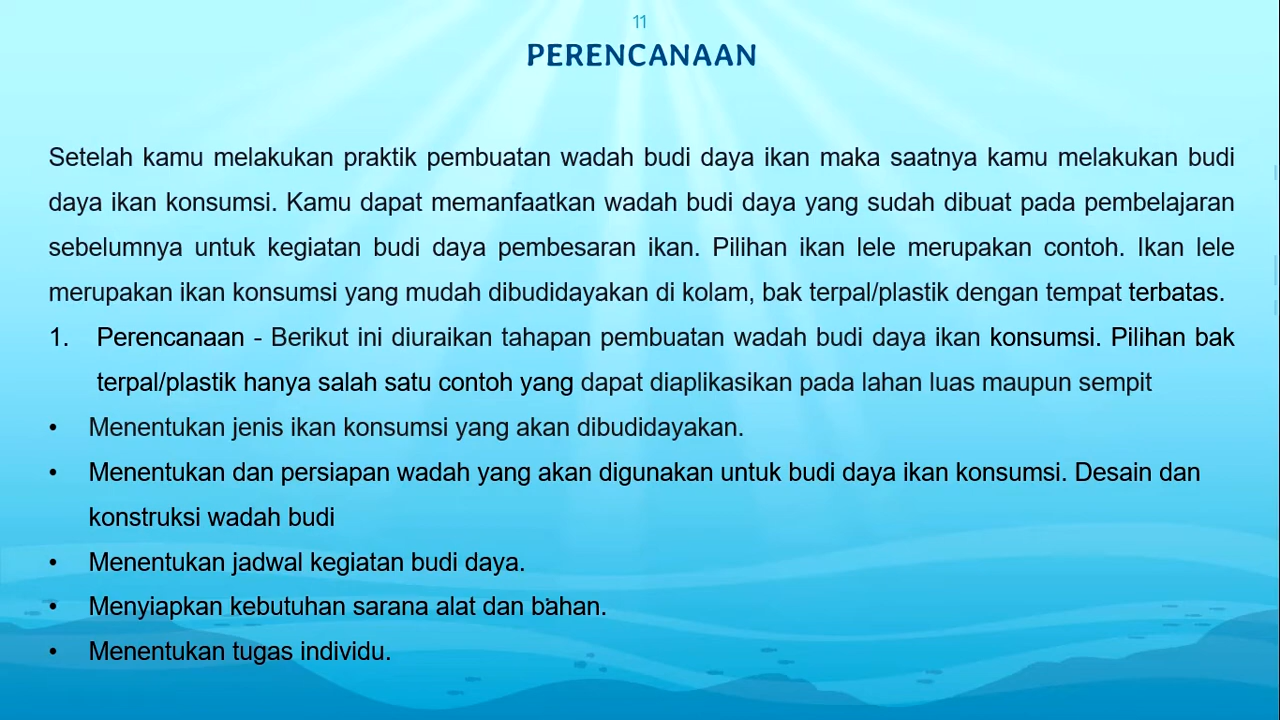 11
PERENCANAAN
Setelah kamu melakukan praktik pembuatan wadah budi daya ikan maka saatnya kamu melakukan budi
daya ikan konsumsi. Kamu dapat memanfaatkan wadah budi daya yang sudah dibuat pada pembelajaran
sebelumnya untuk kegiatan budi daya pembesaran ikan. Pilihan ikan lele merupakan contoh. Ikan lele
merupakan ikan konsumsi yang mudah dibudidayakan di kolam, bak terpal/plastik dengan tempat terbatas.
1. Perencanaan - Berikut ini diuraikan tahapan pembuatan wadah budi daya ikan konsumsi. Pilihan bak
terpal/plastik hanya salah satu contoh yang dapat diaplikasikan pada lahan luas maupun sempit
• Menentukan jenis ikan konsumsi yang akan dibudidayakan.
• Menentukan dan persiapan wadah yang akan digunakan untuk budi daya ikan konsumsi. Desain dan
konstruksi wadah budi
• Menentukan jadwal kegiatan budi daya.
• Menyiapkan kebutuhan sarana alat dan bahan.
• Menentukan tugas individu.